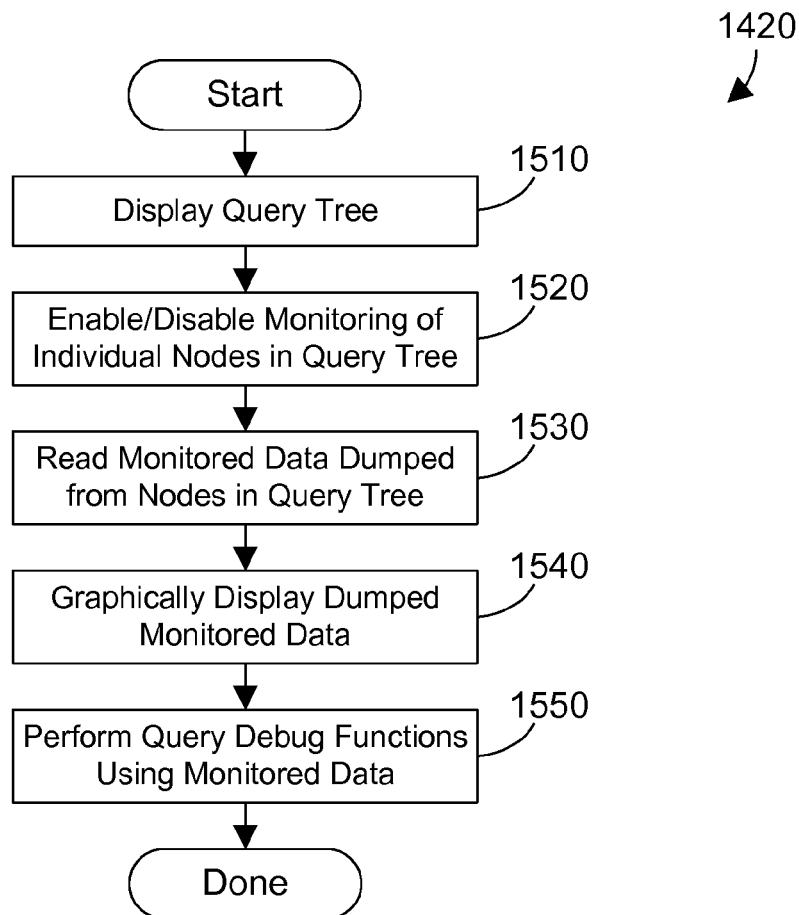 1420
Start
1510
Display Query Tree
1520
Enable/Disable Monitoring of
Individual Nodes in Query Tree
1530
Read Monitored Data Dumped
from Nodes in Query Tree
1540
Graphically Display Dumped
Monitored Data
1550
Perform Query Debug Functions
Using Monitored Data
Done